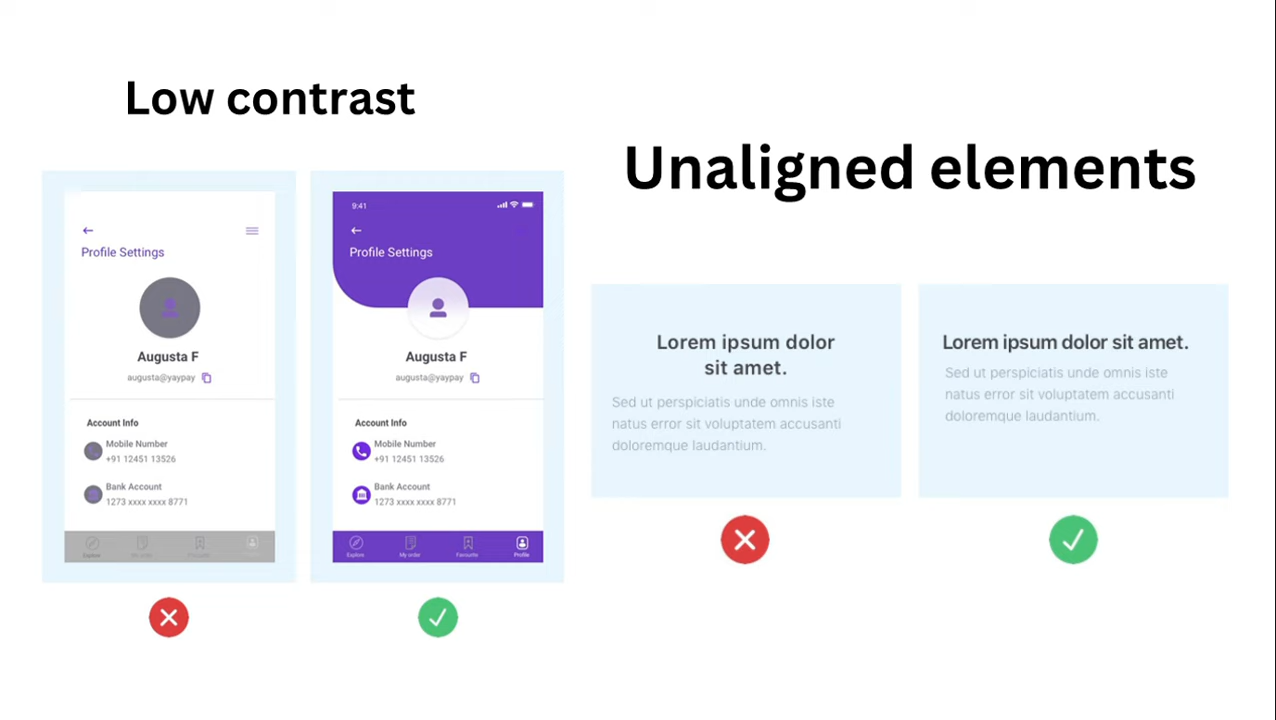 Low contrast
Profile Settings
Augusta F
augusta@yaypay
Account Info
Mobile Number
+91 12451 13526
Bank Account
1273 xxxx xxxx 8771
Explore
My order
Favourite
9:41
Profile Settings
Augusta F
augusta@yaypay
Account Info
Mobile Number
+91 12451 13526
Bank Account
1273 xxxx xxxx 8771
Explore
My order
Favourite
Profile
Unaligned elements
Lorem ipsum dolor
sit amet.
Sed ut perspiciatis unde omnis iste
natus error sit voluptatem accusanti
doloremque laudantium.
Lorem ipsum dolor sit amet.
Sed ut perspiciatis unde omnis iste
natus error sit voluptatem accusanti
doloremque laudantium.